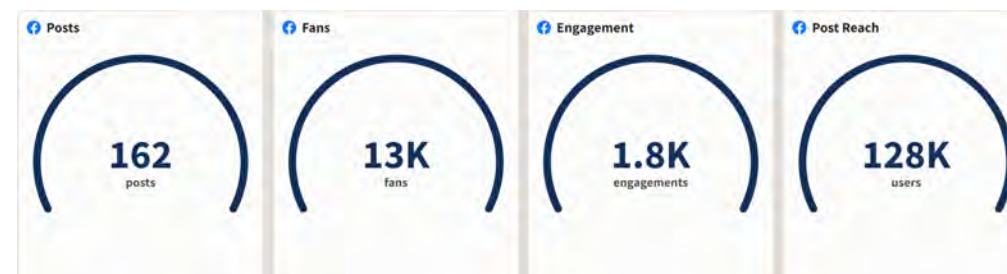 Posts
162
posts
Fans
13K
fans
Engagement
1.8K
engagements
Post Reach
128K
users